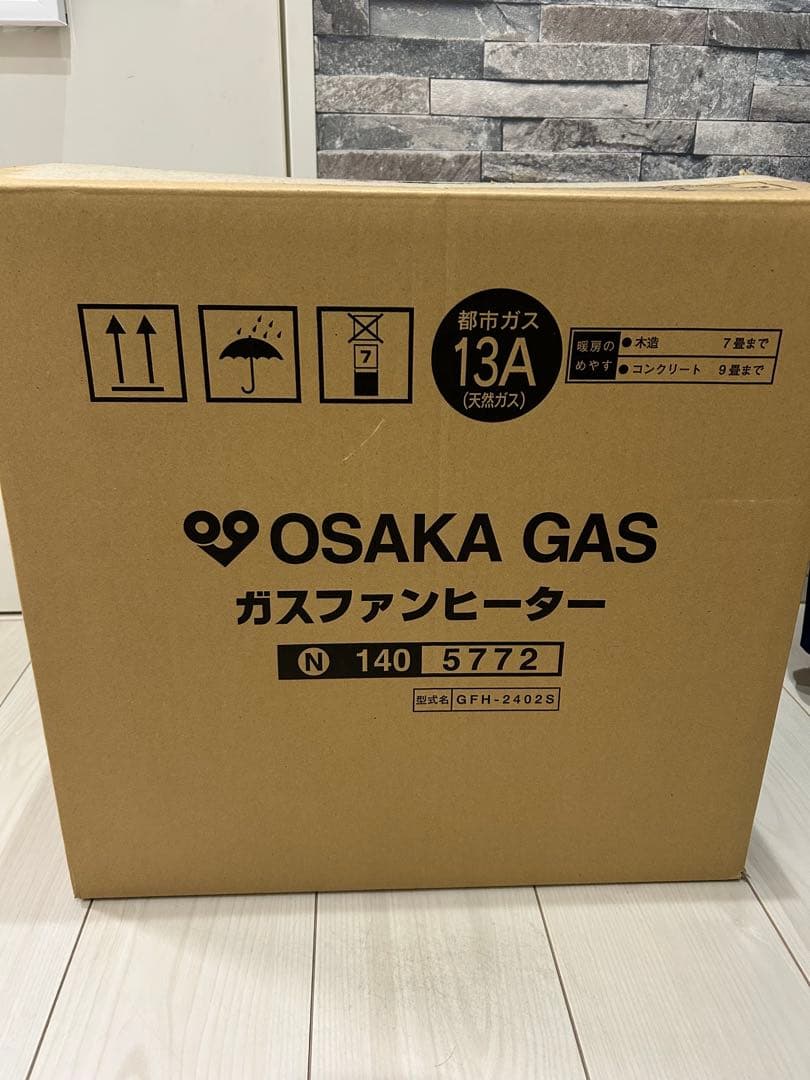 7
都市ガス
13A
(天然ガス)
暖房の
めやす
●木造 7畳まで
●コンクリート 9畳まで
OSAKA GAS
ガスファンヒーター
N 140 5772
型式名 GFH-2402S